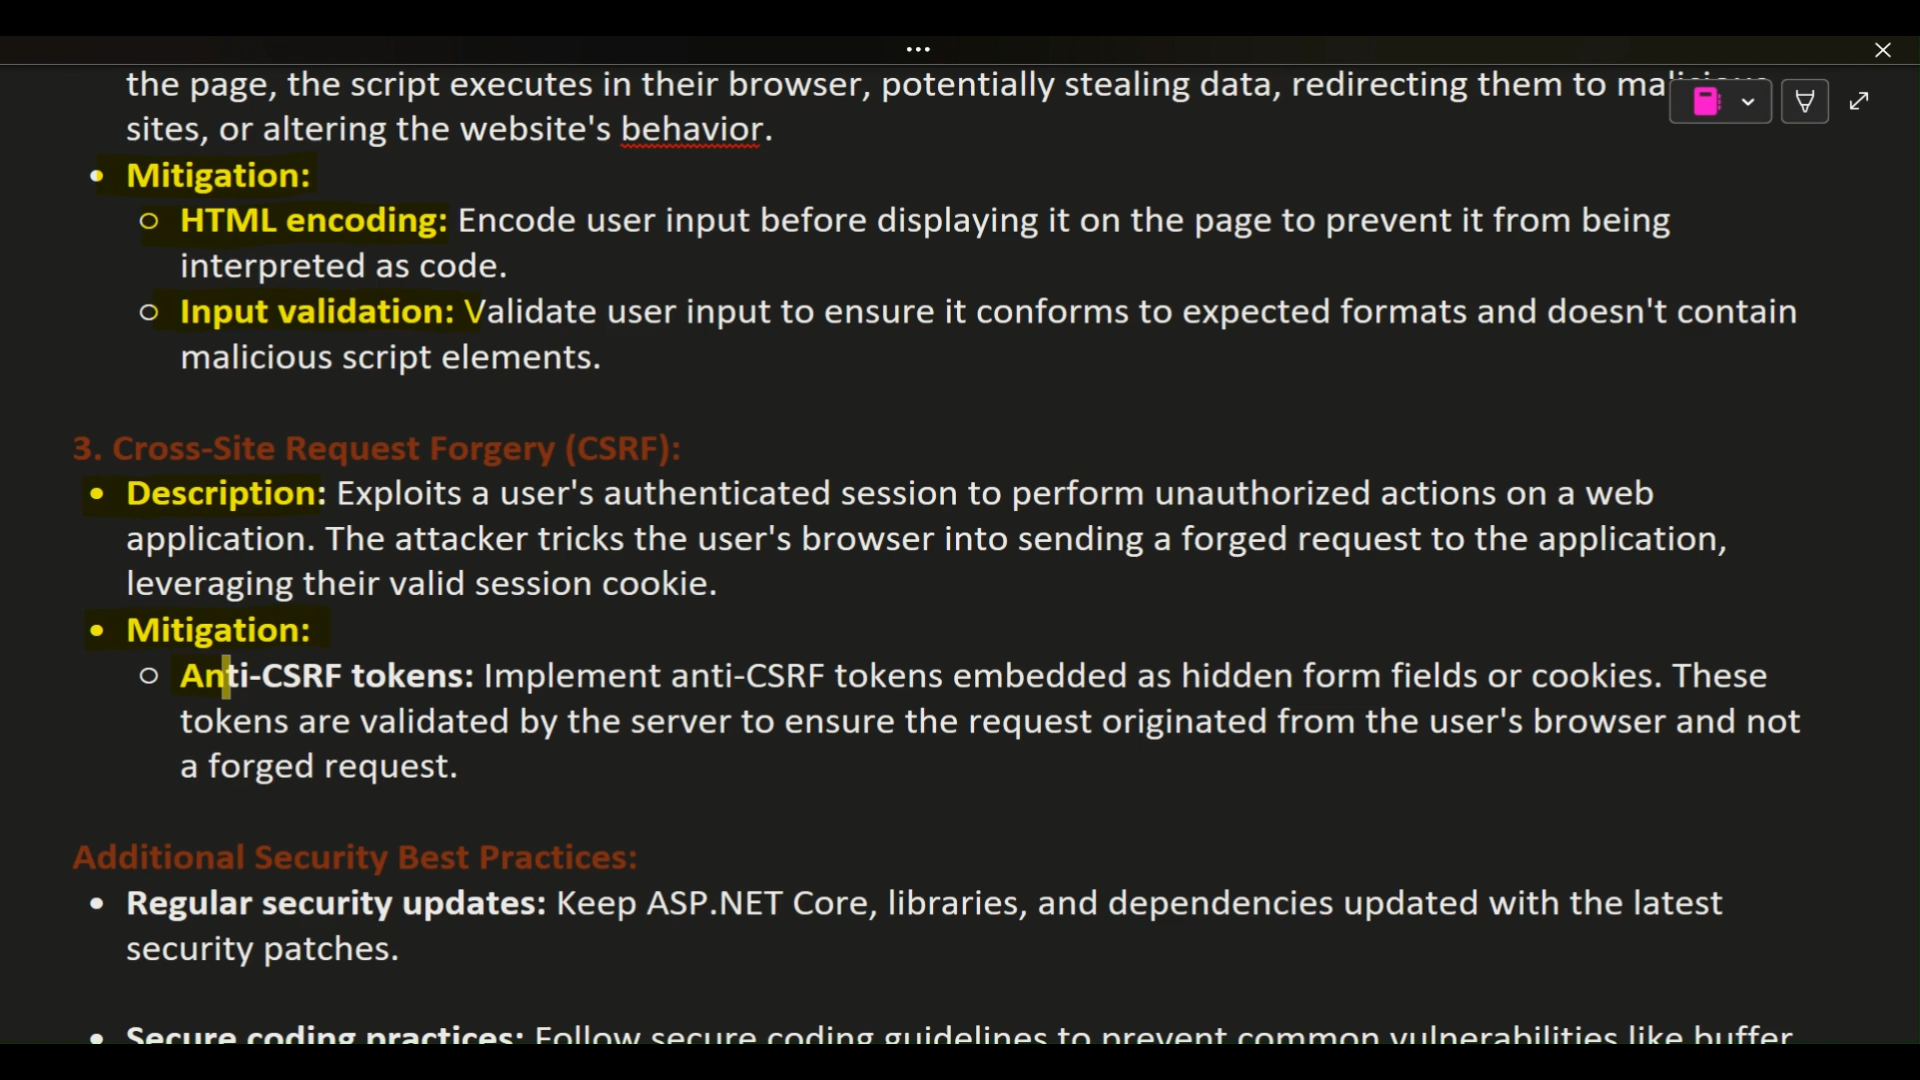 the page, the script executes in their browser, potentially stealing data, redirecting them to malicious
sites, or altering the website's behavior.
• Mitigation:
○ HTML encoding: Encode user input before displaying it on the page to prevent it from being
interpreted as code.
○ Input validation: Validate user input to ensure it conforms to expected formats and doesn't contain
malicious script elements.
3. Cross-Site Request Forgery (CSRF):
• Description: Exploits a user's authenticated session to perform unauthorized actions on a web
application. The attacker tricks the user's browser into sending a forged request to the application,
leveraging their valid session cookie.
• Mitigation:
○ Anti-CSRF tokens: Implement anti-CSRF tokens embedded as hidden form fields or cookies. These
tokens are validated by the server to ensure the request originated from the user's browser and not
a forged request.
Additional Security Best Practices:
• Regular security updates: Keep ASP.NET Core, libraries, and dependencies updated with the latest
security patches.
• Secure coding practices: Follow secure coding guidelines to prevent common vulnerabilities like buffer